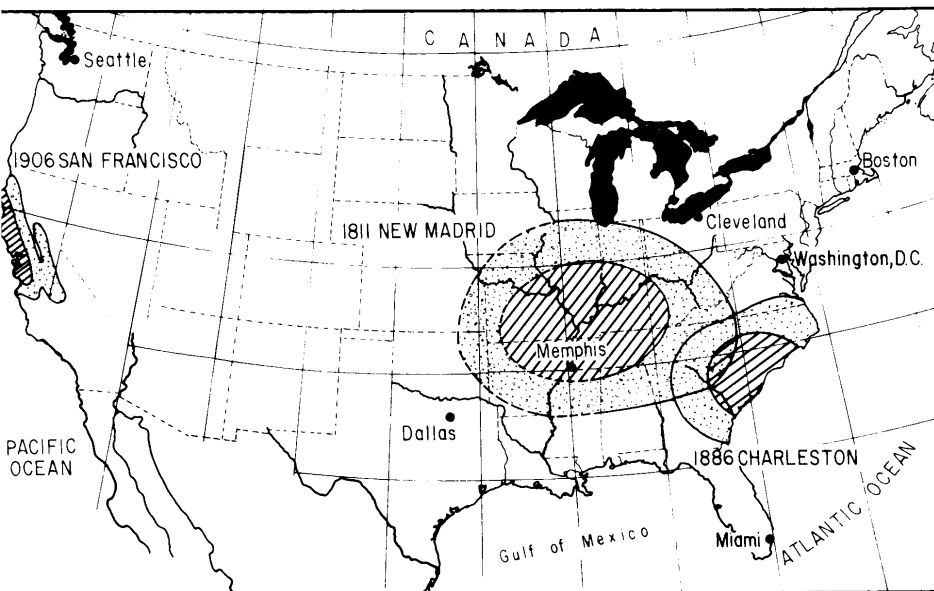 CANADA
Seattle
1906 SAN FRANCISCO
Boston
1811 NEW MADRID
Cleveland
Washington, D.C.
Memphis
Dallas
PACIFIC
OCEAN
1886 CHARLESTON
ATLANTIC OCEAN
Gulf of Mexico
Miami